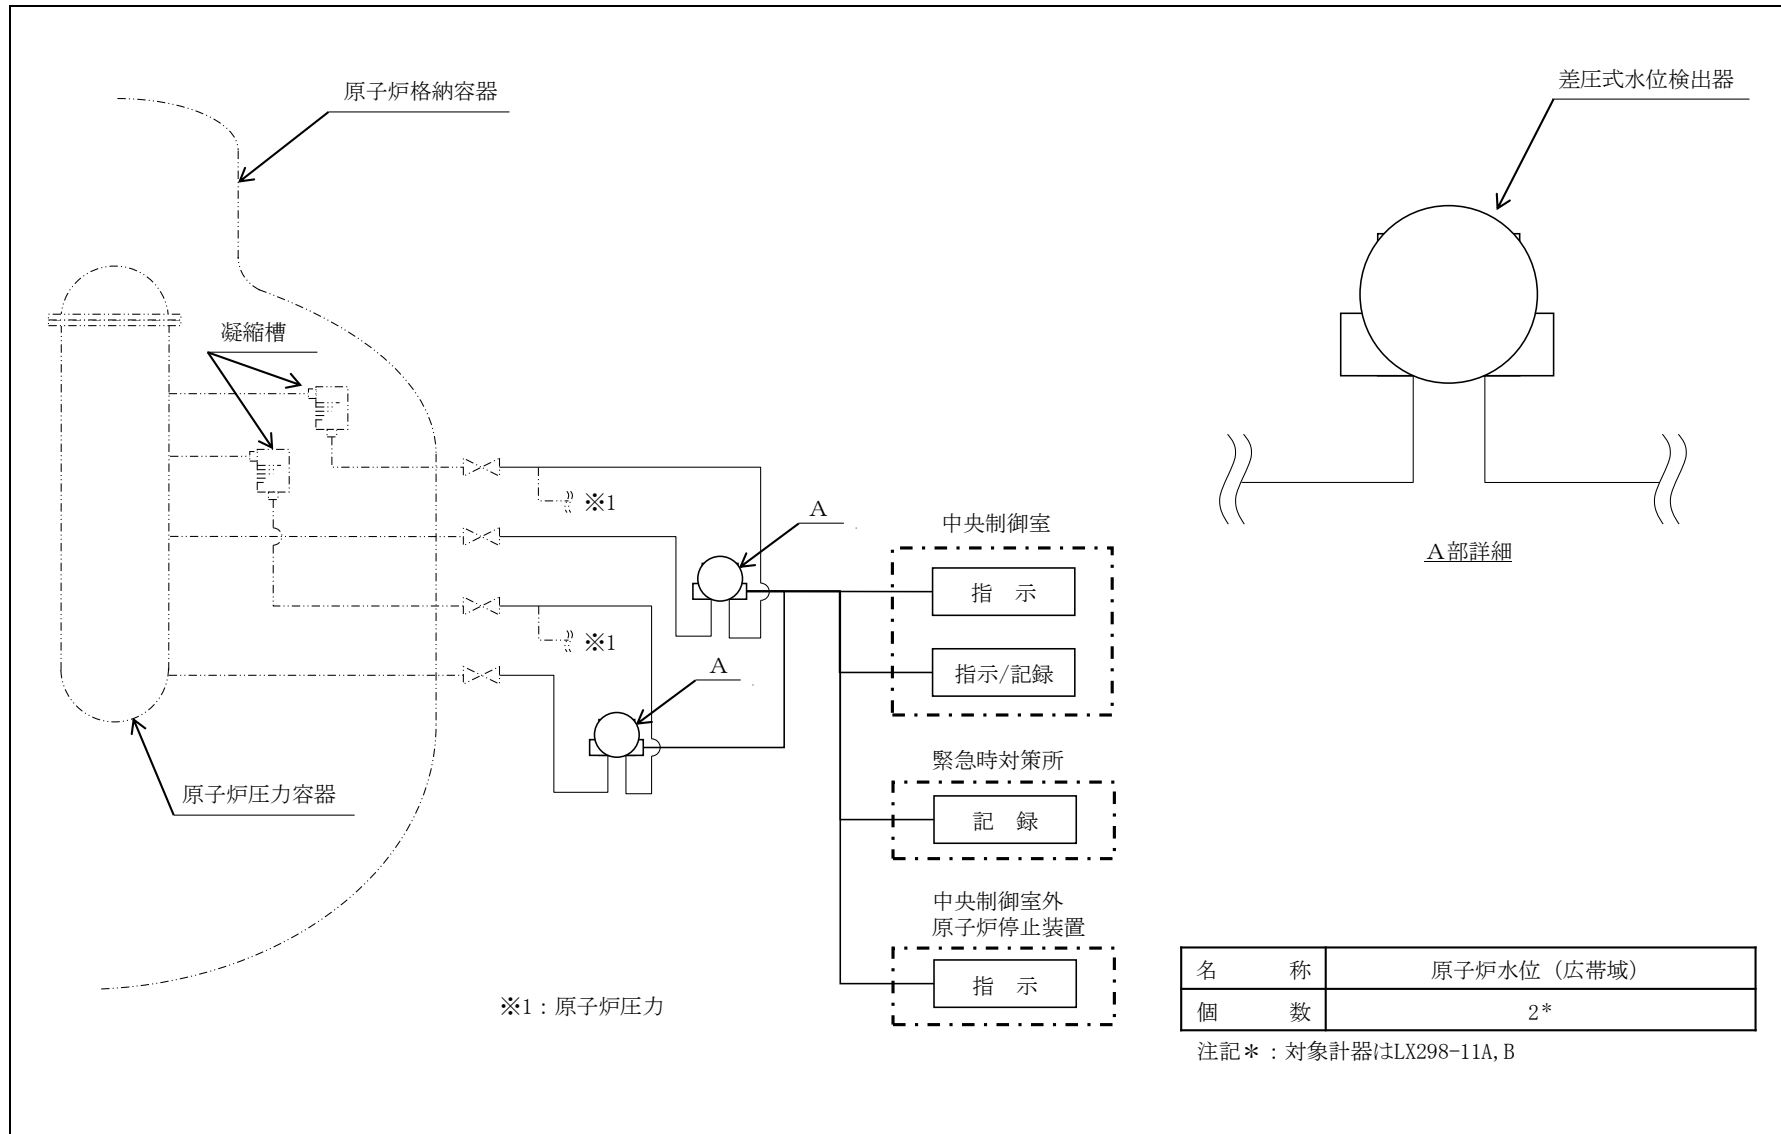 原子炉格納容器
差圧式水位検出器
凝縮槽
※1
A
中央制御室
A部詳細
指　示
※1
A
指示/記録
緊急時対策所
原子炉圧力容器
記　録
中央制御室外
原子炉停止装置
指　示
※1：原子炉圧力
名　称　原子炉水位（広帯域）
個　数　2*
注記＊：対象計器はLX298-11A,B